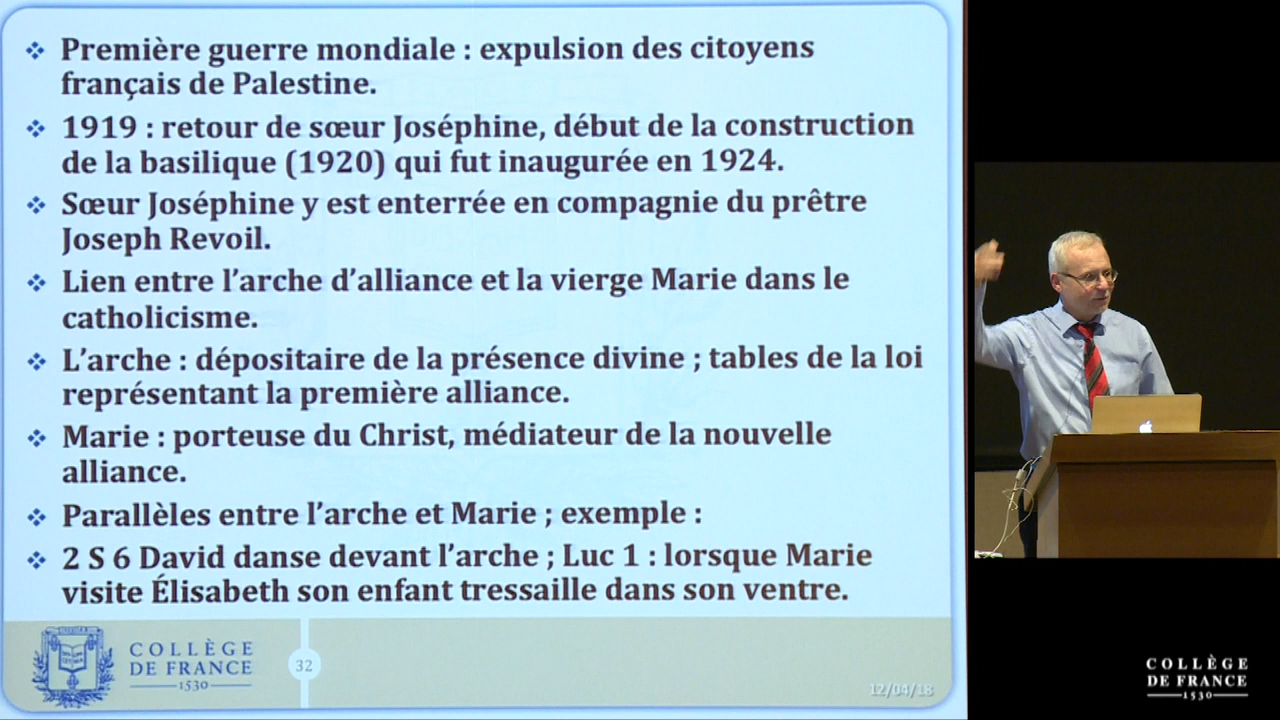 Première guerre mondiale : expulsion des citoyens
français de Palestine.
1919 : retour de sœur Joséphine, début de la construction
de la basilique (1920) qui fut inaugurée en 1924.
Sœur Joséphine y est enterrée en compagnie du prêtre
Joseph Revoil.
Lien entre l’arche d’alliance et la vierge Marie dans le
catholicisme.
L’arche : dépositaire de la présence divine ; tables de la loi
représentant la première alliance.
Marie : porteuse du Christ, médiateur de la nouvelle
alliance.
Parallèles entre l’arche et Marie ; exemple :
2 S 6 David danse devant l’arche ; Luc 1 : lorsque Marie
visite Élisabeth son enfant tressaille dans son ventre.
COLLÈGE
DE FRANCE
1530
32
12/04/18
COLLÈGE
DE FRANCE
1530